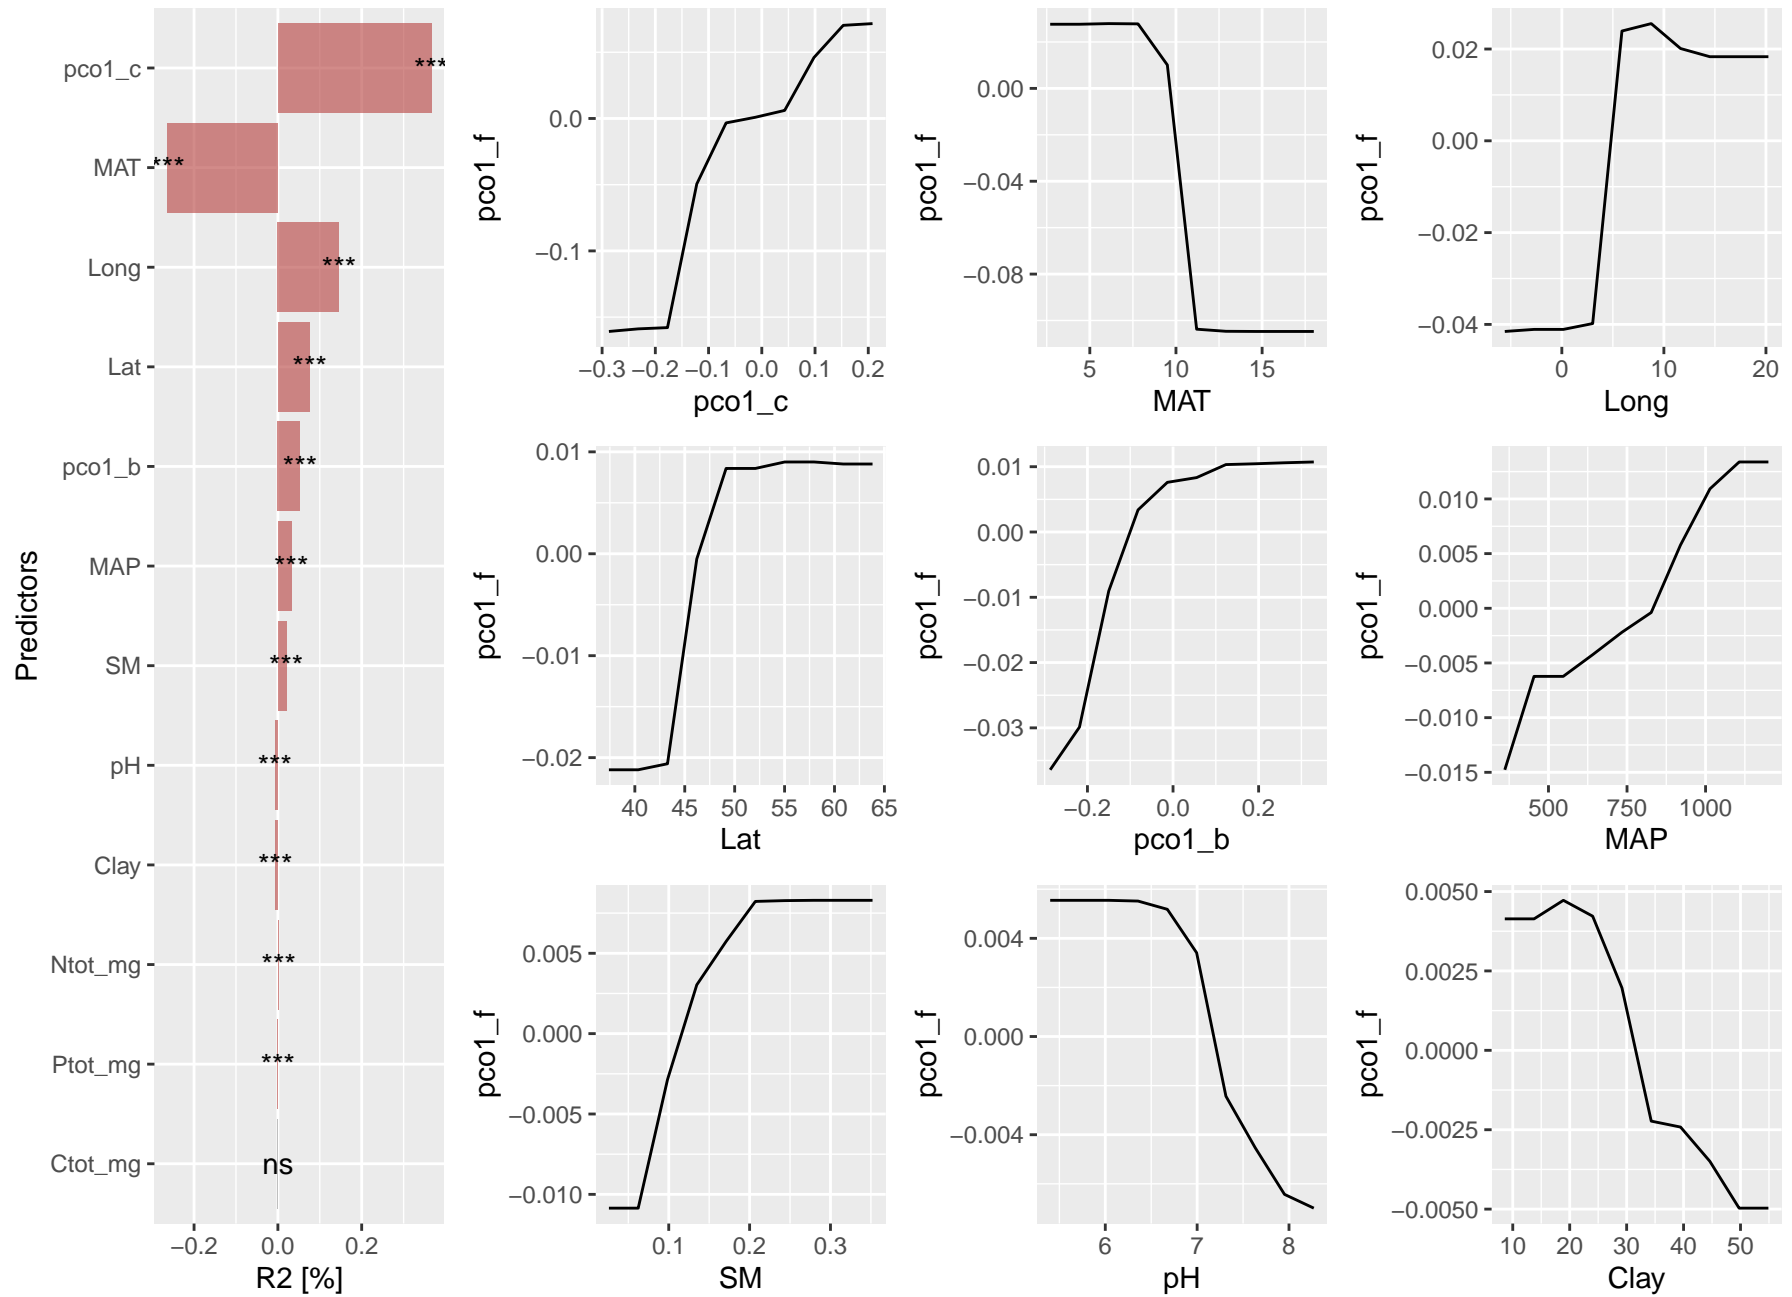 Predictors
pco1_c
MAT
Long
Lat
pco1_b
MAP
SM
pH
Clay
Ntot_mg
Ptot_mg
Ctot_mg
***
***
***
***
***
***
***
***
***
***
***
ns
−0.2 0.0 0.2
R2 [%]
pco1_f
0.0
−0.1
−0.3 −0.2 −0.1 0.0 0.1 0.2
pco1_c
pco1_f
0.00
−0.04
−0.08
5 10 15
MAT
pco1_f
0.02
0.00
−0.02
−0.04
0 10 20
Long
pco1_f
0.01
0.00
−0.01
−0.02
40 45 50 55 60 65
Lat
pco1_f
0.01
0.00
−0.01
−0.02
−0.03
−0.2 0.0 0.2
pco1_b
pco1_f
0.010
0.005
0.000
−0.005
−0.010
−0.015
500 750 1000
MAP
pco1_f
0.005
0.000
−0.005
−0.010
0.1 0.2 0.3
SM
pco1_f
0.004
0.000
−0.004
6 7 8
pH
pco1_f
0.0050
0.0025
0.0000
−0.0025
−0.0050
10 20 30 40 50
Clay